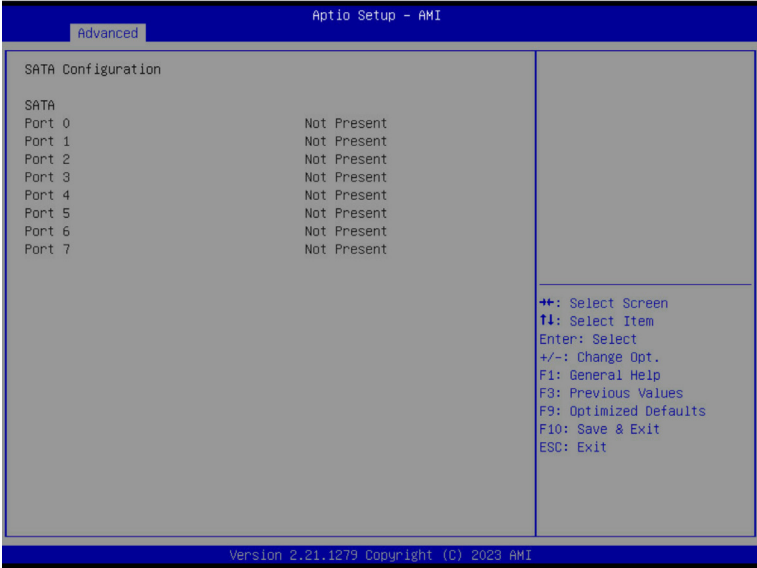 Aptio Setup – AMI
Advanced
SATA Configuration
SATA
Port 0 Not Present
Port 1 Not Present
Port 2 Not Present
Port 3 Not Present
Port 4 Not Present
Port 5 Not Present
Port 6 Not Present
Port 7 Not Present
→←: Select Screen
↑↓: Select Item
Enter: Select
+/-: Change Opt.
F1: General Help
F3: Previous Values
F9: Optimized Defaults
F10: Save & Exit
ESC: Exit
Version 2.21.1279 Copyright (C) 2023 AMI